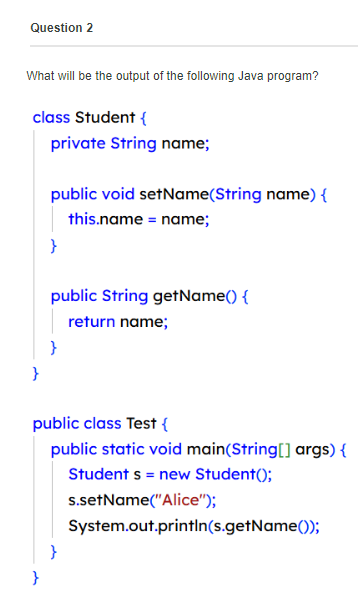 Question 2
What will be the output of the following Java program?
class Student {
private String name;
public void setName(String name) {
this.name = name;
}
public String getName() {
return name;
}
}
public class Test {
public static void main(String[] args) {
Student s = new Student();
s.setName("Alice");
System.out.println(s.getName());
}
}